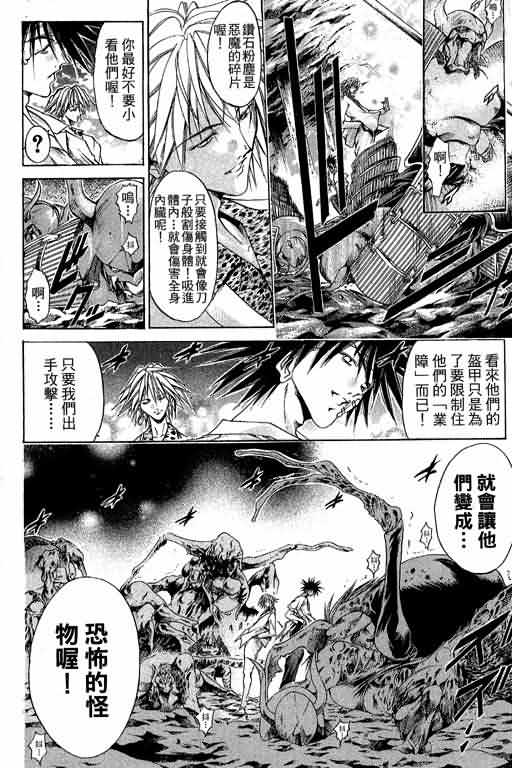 嗚…
啊！
鑽石粉塵是
惡魔的碎片
喔！
只要接觸到就會像刀
子般割傷身體！吸進
體內…就會傷害全身
內臟呢！
你最好不要小
看他們喔！
？
嗚…
啊…
看來他們的
盔甲只是為
了要限制住
他們的「業
障」而已！
只要我們出
手攻擊…
就會讓他
們變成…
恐怖的怪
物喔！